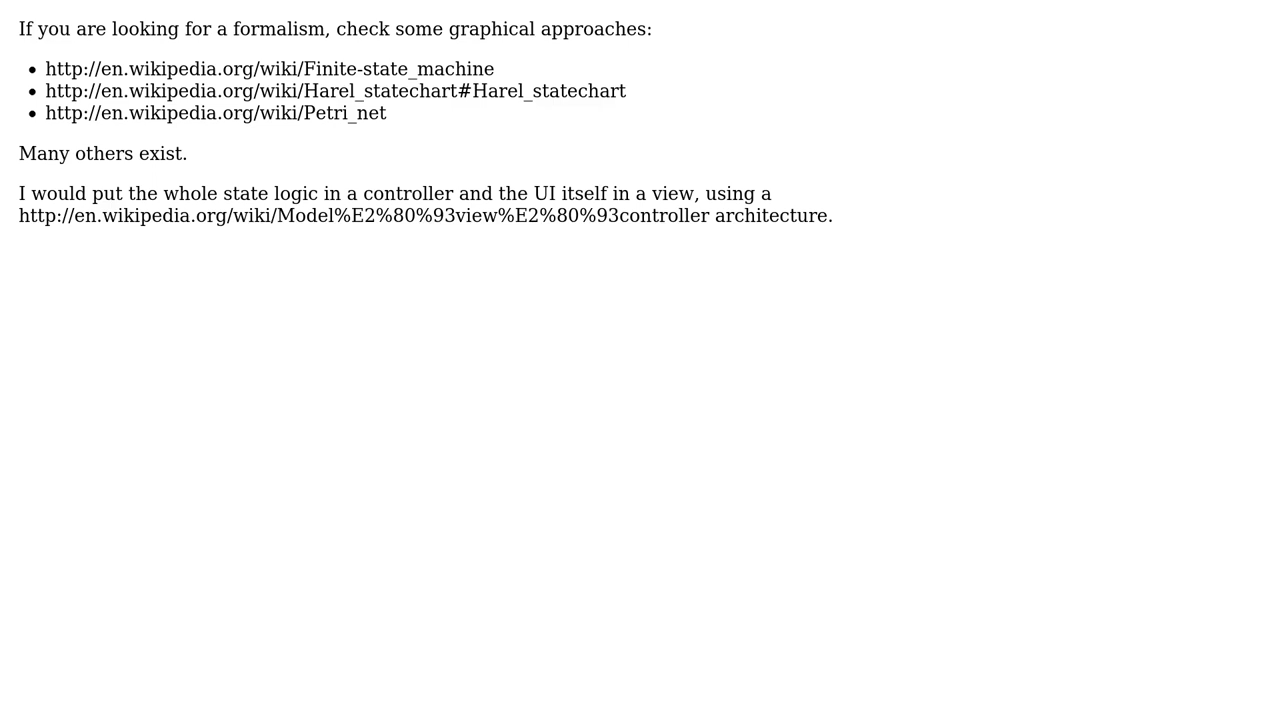 If you are looking for a formalism, check some graphical approaches:
• http://en.wikipedia.org/wiki/Finite-state_machine
• http://en.wikipedia.org/wiki/Harel_statechart#Harel_statechart
• http://en.wikipedia.org/wiki/Petri_net
Many others exist.
I would put the whole state logic in a controller and the UI itself in a view, using a
http://en.wikipedia.org/wiki/Model%E2%80%93view%E2%80%93controller architecture.